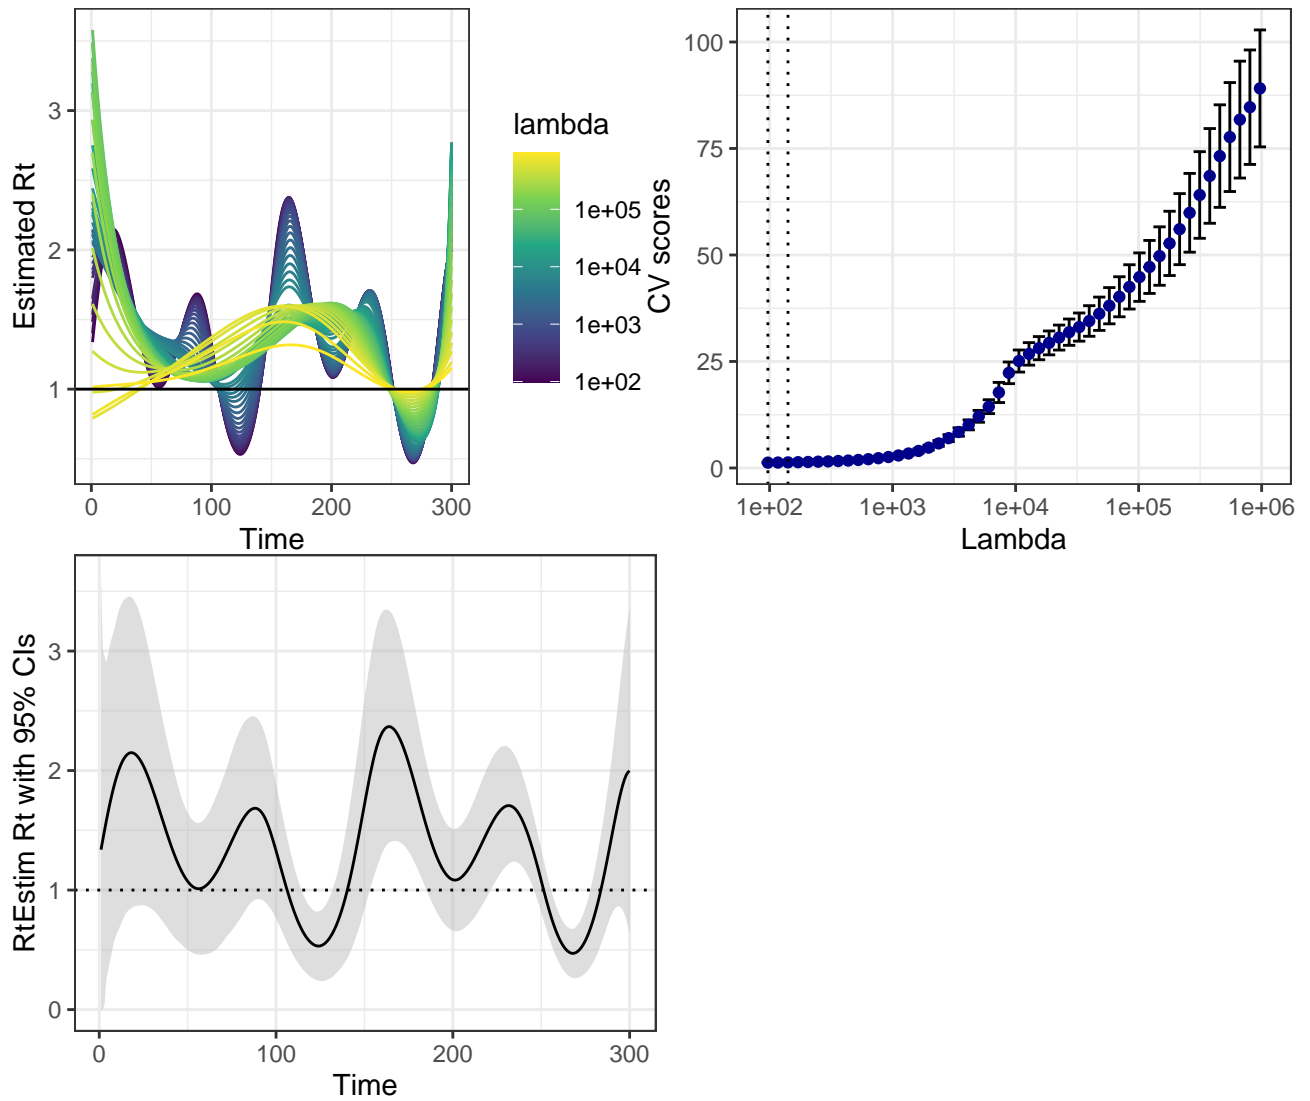 Estimated Rt
3
2
1
0
100
200
300
Time
lambda
1e+05
1e+04
1e+03
1e+02
CV scores
100
75
50
25
0
1e+02
1e+03
1e+04
1e+05
1e+06
Lambda
RtEstim Rt with 95% CIs
3
2
1
0
0
100
200
300
Time